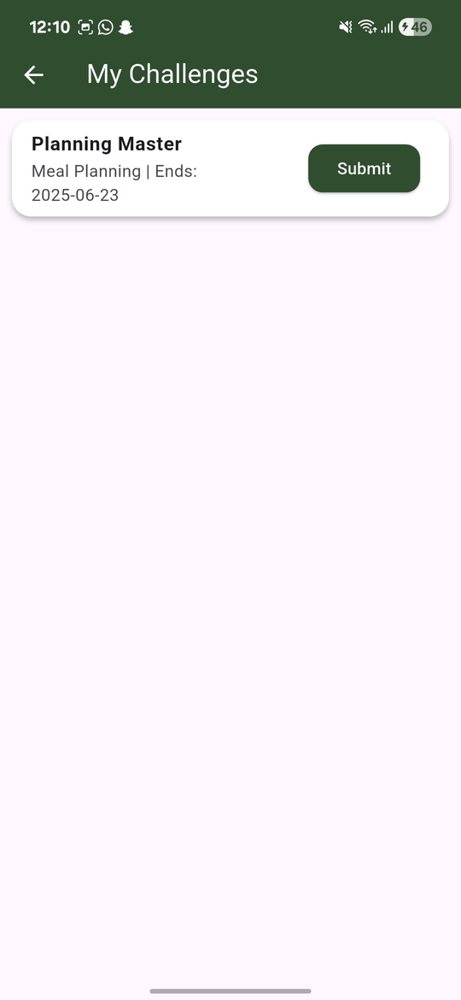 12:10
46
My Challenges
Planning Master
Meal Planning | Ends:
2025-06-23
Submit